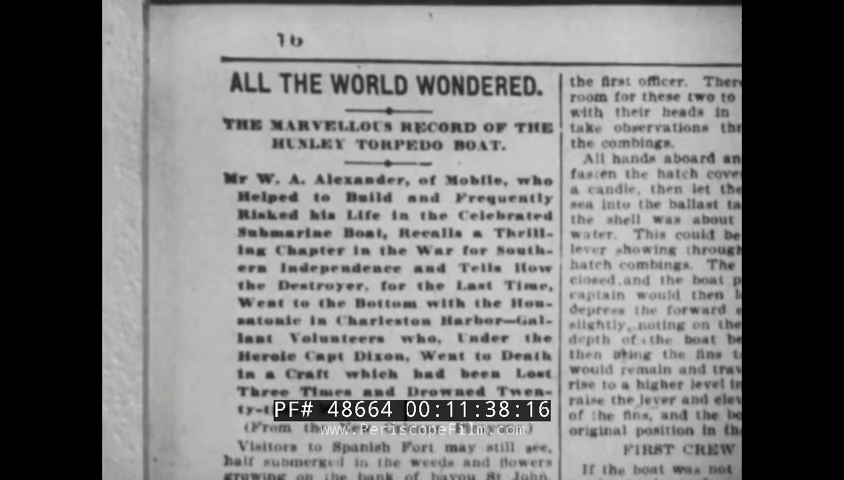 16
ALL THE WORLD WONDERED.
THE MARVELLOUS RECORD OF THE
HUNLEY TORPEDO BOAT.
Mr W. A. Alexander, of Mobile, who
Helped to Build and Frequently
Risked his Life in the Celebrated
Submarine Boat, Recalls a Thrill-
ing Chapter in the War for South-
ern Independence and Tells How
the Destroyer, for the Last Time,
Went to the Bottom with the Hou-
satonic in Charleston Harbor—Gal-
lant Volunteers who, Under the
Heroic Capt Dixon, Went to Death
in a Craft which had been Lost
Three Times and Drowned Twen-
ty-
(From the
Visitors to Spanish Fort may still see,
half submerged in the weeds and flowers
growing on the bank of bayou St John,
the first officer. There
room for these two to
with their heads in
take observations
the combings.
All hands aboard
fasten the hatch
a candle, then let the
sea into the ballast
the shell was about
water. This could be
lever showing through
hatch combings. The
closed and the boat
captain would then
depress the forward
slightly, noting on the
depth of the boat
then bring the fins
would remain and
rise to a higher level
raise the lever and
of the fins, and the
original position in
FIRST CREW
If the boat was not
PF# 48664 00:11:38:16
www.PeriscopeFilm.com